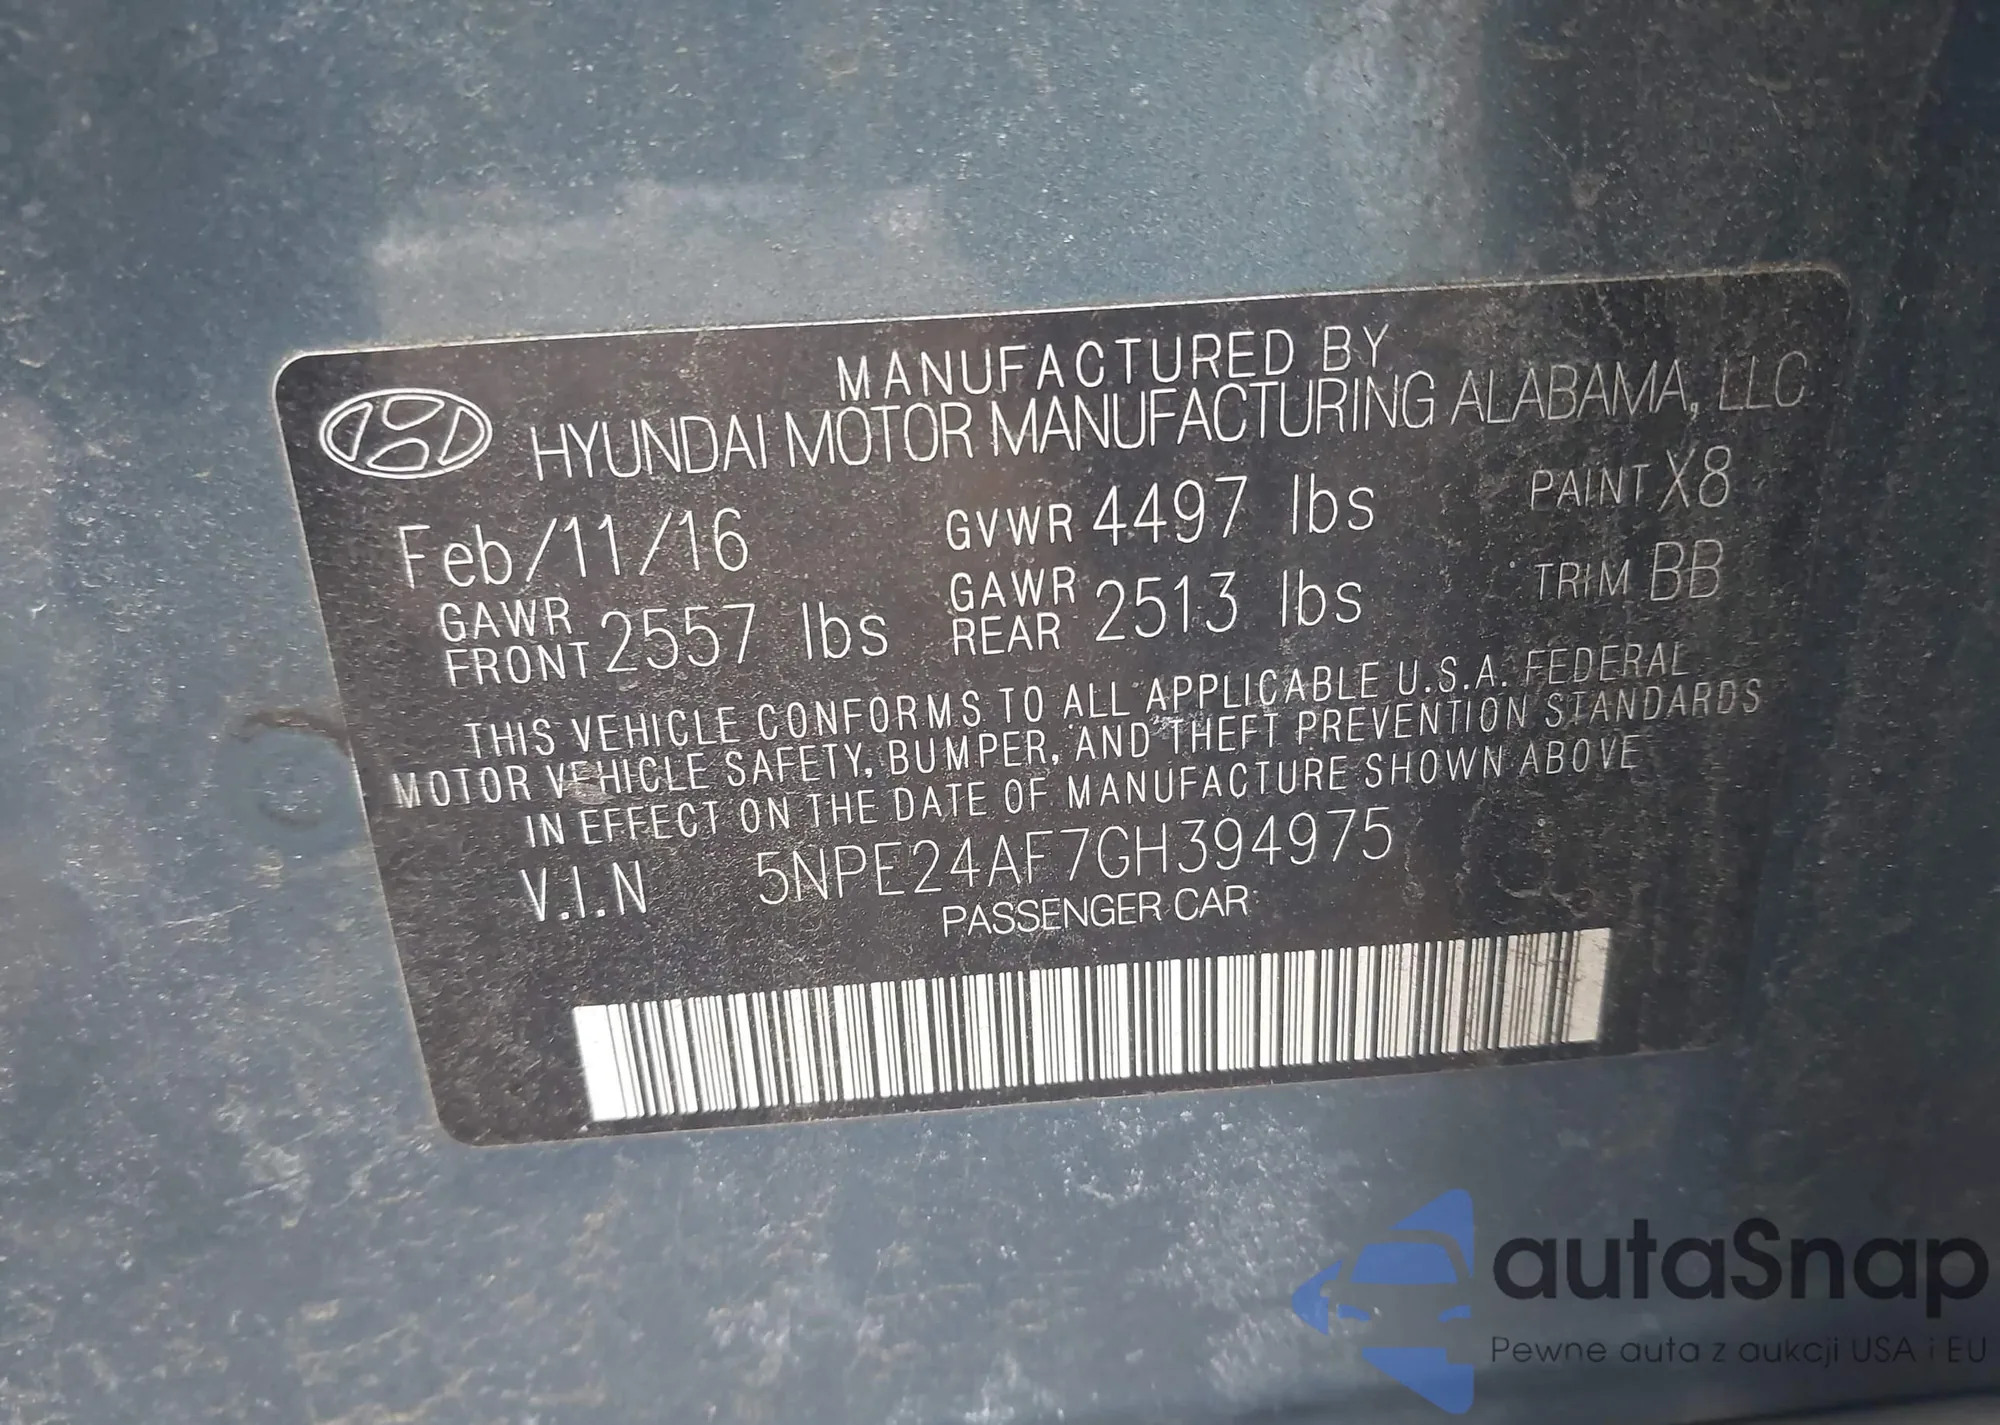 MANUFACTURED BY
HYUNDAI MOTOR MANUFACTURING ALABAMA, LLC
Feb/11/16 GVWR 4497 lbs PAINT X8
GAWR FRONT 2557 lbs GAWR REAR 2513 lbs TRIM BB
THIS VEHICLE CONFORMS TO ALL APPLICABLE U.S.A. FEDERAL
MOTOR VEHICLE SAFETY, BUMPER, AND THEFT PREVENTION STANDARDS
IN EFFECT ON THE DATE OF MANUFACTURE SHOWN ABOVE
V.I.N 5NPE24AF7GH394975
PASSENGER CAR
autaSnap
Pewne auta z aukcji USA i EU